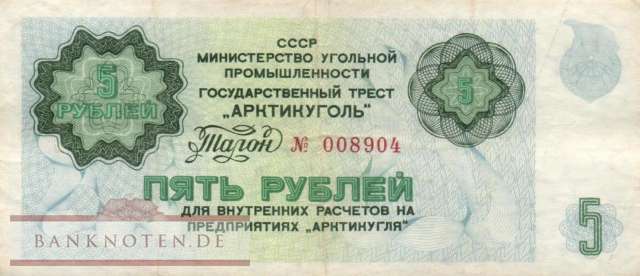 СССР
МИНИСТЕРСТВО УГОЛЬНОЙ
ПРОМЫШЛЕННОСТИ
ГОСУДАРСТВЕННЫЙ ТРЕСТ
„АРКТИКУГОЛЬ"
5
РУБЛЕЙ
5
Талон № 008904
ПЯТЬ РУБЛЕЙ
ДЛЯ ВНУТРЕННИХ РАСЧЕТОВ НА
ПРЕДПРИЯТИЯХ „АРКТИКУГЛЯ"
5
BANKNOTEN.DE